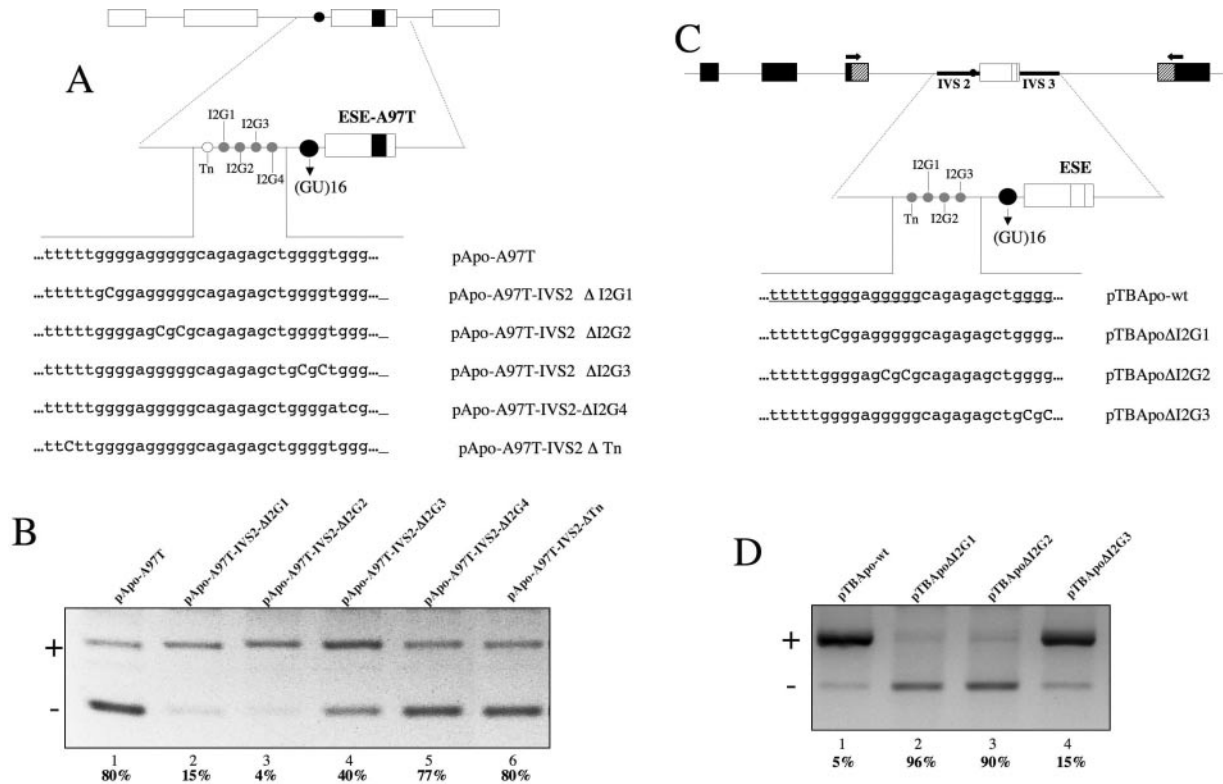 A
I2G1
I2G3
ESE-A97T
Tn
I2G2
I2G4
(GU)16
...tttttggggagggggcagagagctggggtggg... pApo-A97T
...tttttgCggagggggcagagagctggggtggg..._ pApo-A97T-IVS2 ΔI2G1
...tttttggggagCgCgcagagagctggggtggg..._ pApo-A97T-IVS2 ΔI2G2
...tttttggggagggggcagagagctgCgCtggg..._ pApo-A97T-IVS2 ΔI2G3
...tttttggggagggggcagagagctggggatcg..._ pApo-A97T-IVS2-ΔI2G4
...ttCttggggagggggcagagagctggggtggg..._ pApo-A97T-IVS2 Δ Tn
B
pApo-A97T
pApo-A97T-IVS2-ΔI2G1
pApo-A97T-IVS2-ΔI2G2
pApo-A97T-IVS2-ΔI2G3
pApo-A97T-IVS2-ΔI2G4
pApo-A97T-IVS2-ΔTn
+
-
1 2 3 4 5 6
80% 15% 4% 40% 77% 80%
C
IVS 2
IVS 3
I2G1
I2G3
ESE
Tn
I2G2
(GU)16
...tttttggggagggggcagagagctgggg... pTBApo-wt
...tttttgCggagggggcagagagctgggg... pTBApoΔI2G1
...tttttggggagCgCgcagagagctgggg... pTBApoΔI2G2
...tttttggggagggggcagagagctgCgC... pTBApoΔI2G3
D
pTBApo-wt
pTBApoΔI2G1
pTBApoΔI2G2
pTBApoΔI2G3
+
-
1 2 3 4
5% 96% 90% 15%